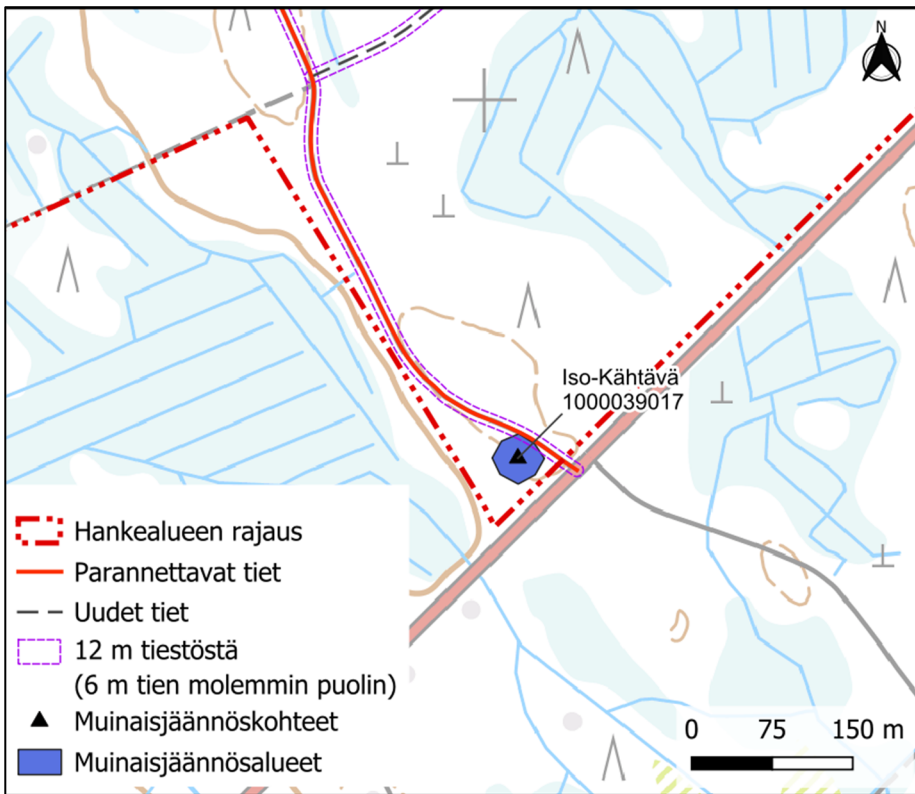 N
Iso-Kähtävä
1000039017
Hankealueen rajaus
Parannettavat tiet
Uudet tiet
12 m tiestöstä
(6 m tien molemmin puolin)
Muinaisjäännöskohteet
Muinaisjäännösalueet
0 75 150 m